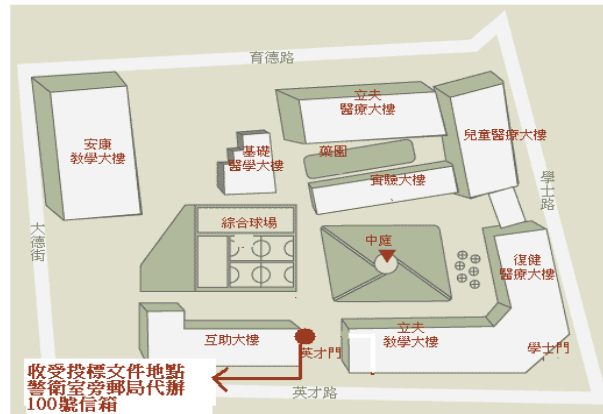 育德路
立夫
醫療大樓
兒童醫療大樓
安康
教學大樓
基礎
醫學大樓
藥園
實驗大樓
學士路
大德街
綜合球場
中庭
復健
醫療大樓
互助大樓
英才門
立夫
教學大樓
學士門
收受投標文件地點
警衛室旁郵局代辦
100號信箱
英才路